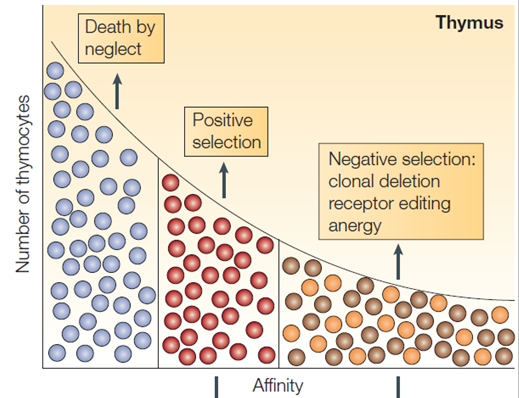 Thymus
Death by
neglect
Positive
selection
Negative selection:
clonal deletion
receptor editing
anergy
Number of thymocytes
Affinity